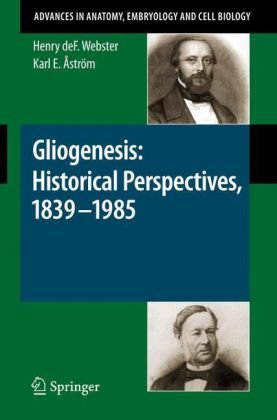 ADVANCES IN ANATOMY, EMBRYOLOGY AND CELL BIOLOGY
Henry deF. Webster
Karl E. Åström
Gliogenesis:
Historical Perspectives,
1839–1985
Springer